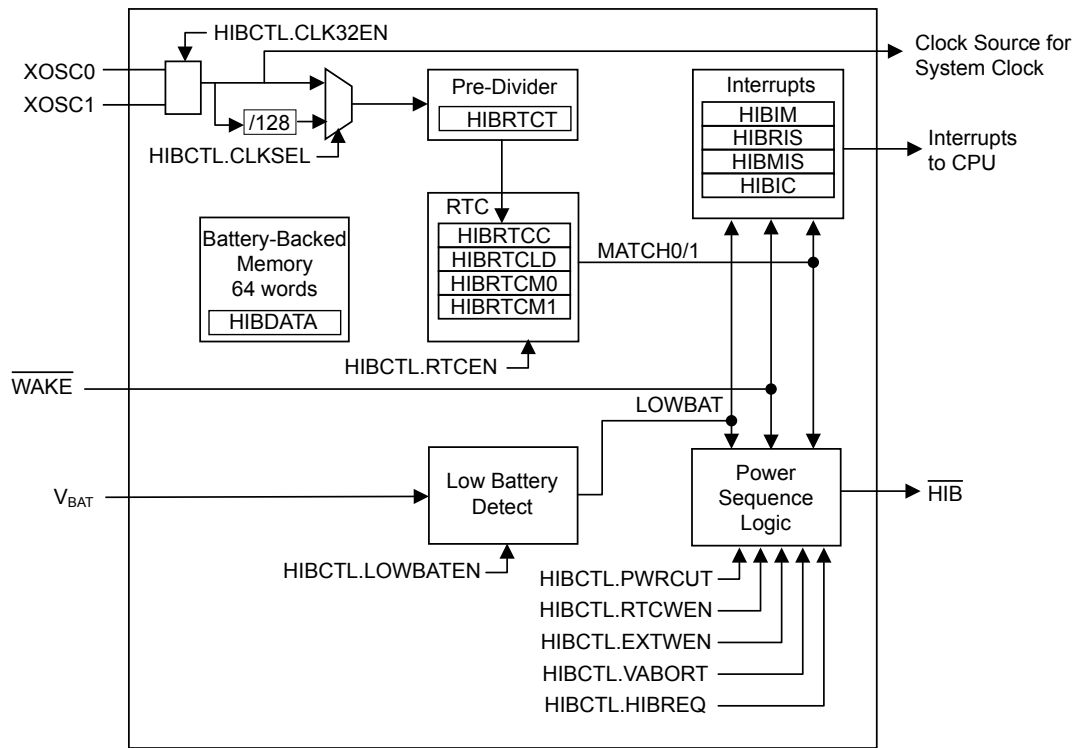 HIBCTL.CLK32EN
XOSC0
XOSC1
/128
HIBCTL.CLKSEL
Pre-Divider
HIBRTCT
Interrupts
HIBIM
HIBRIS
HIBMIS
HIBIC
Clock Source for
System Clock
Interrupts
to CPU
Battery-Backed
Memory
64 words
HIBDATA
RTC
HIBRTCC
HIBRTCLD
HIBRTCM0
HIBRTCM1
MATCH0/1
HIBCTL.RTCEN
WAKE
LOWBAT
VBAT
Low Battery
Detect
HIBCTL.LOWBATEN
Power
Sequence
Logic
HIB
HIBCTL.PWRCUT
HIBCTL.RTCWEN
HIBCTL.EXTWEN
HIBCTL.VABORT
HIBCTL.HIBREQ